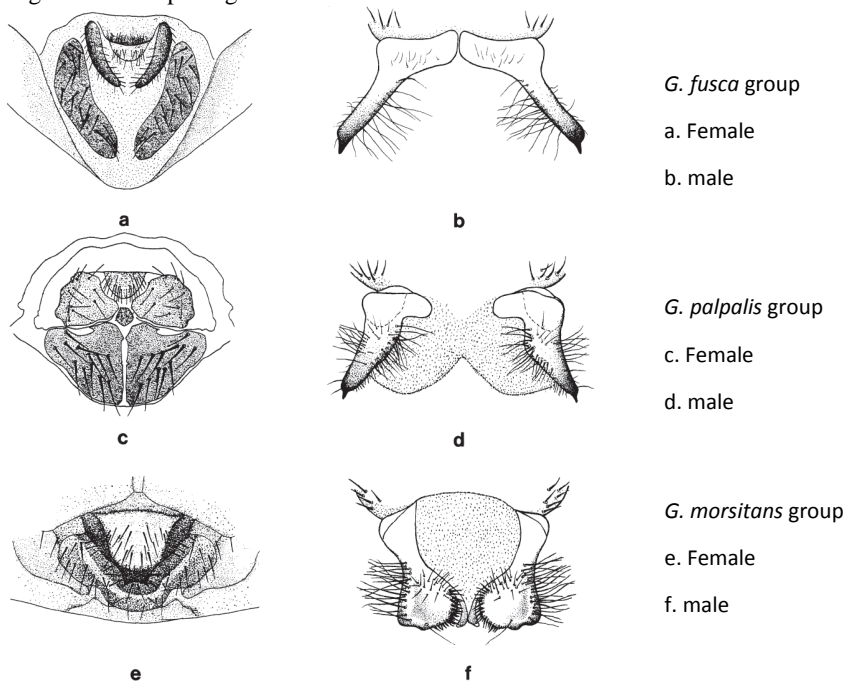 G. fusca group
a. Female
b. male
a
b
G. palpalis group
c. Female
d. male
c
d
G. morsitans group
e. Female
f. male
e
f